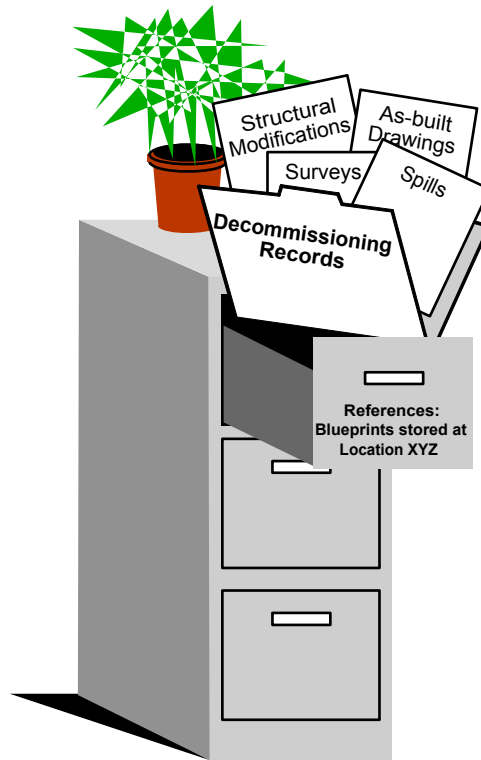 Structural
Modifications
As-built
Drawings
Surveys
Spills
Decommissioning
Records
References:
Blueprints stored at
Location XYZ